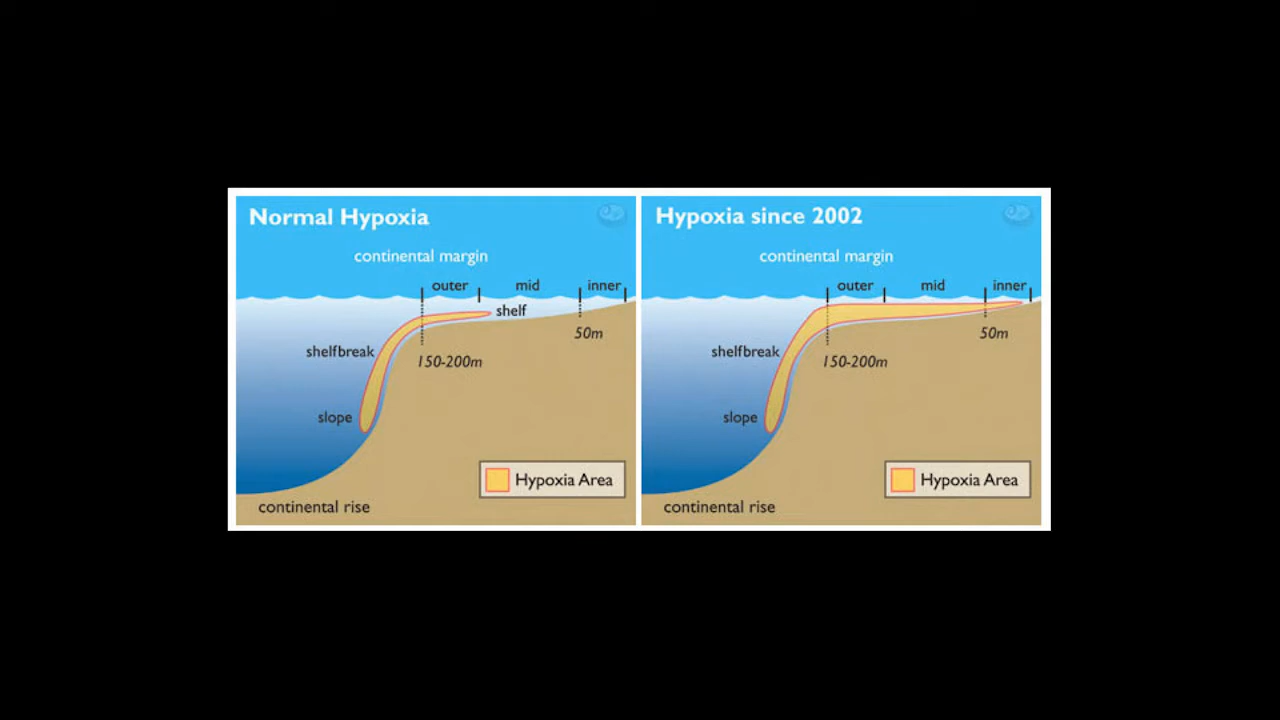 Normal Hypoxia
continental margin
outer
mid
inner
shelf
50m
shelfbreak
150-200m
slope
Hypoxia Area
continental rise
Hypoxia since 2002
continental margin
outer
mid
inner
50m
shelfbreak
150-200m
slope
Hypoxia Area
continental rise